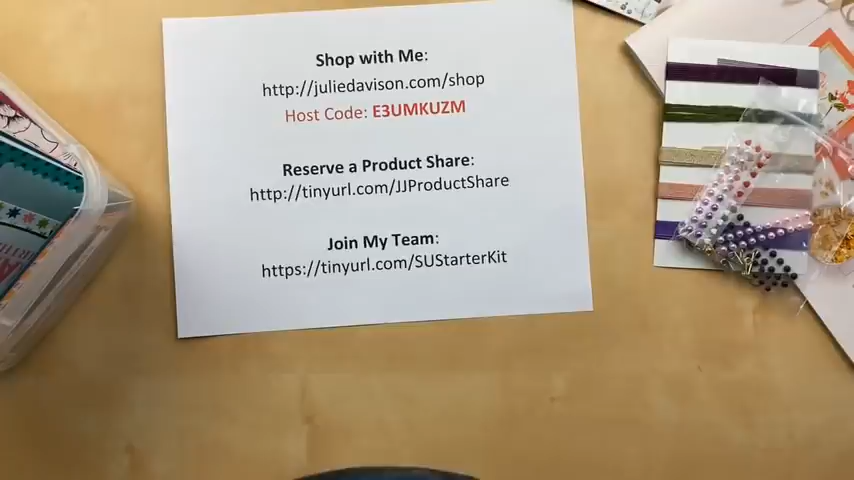 Shop with Me:
http://juliedavison.com/shop
Host Code: E3UMKUZM
Reserve a Product Share:
http://tinyurl.com/JJProductShare
Join My Team:
https://tinyurl.com/SUStarterKit